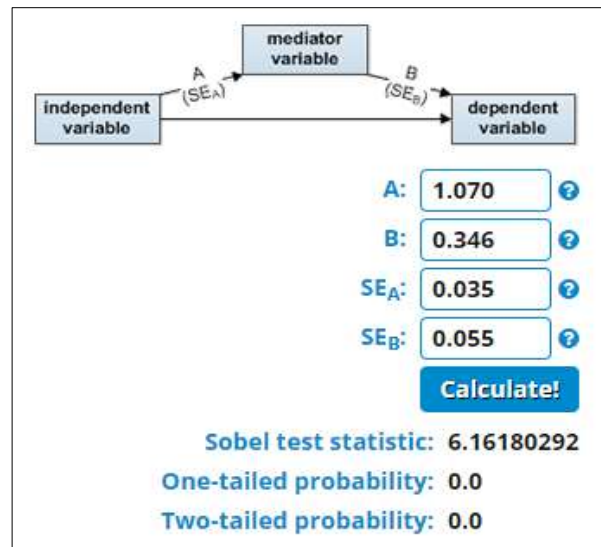 mediator
variable
A
(SEA)
B
(SEB)
independent
variable
dependent
variable
A: 1.070 ?
B: 0.346 ?
SEA: 0.035 ?
SEB: 0.055 ?
Calculate!
Sobel test statistic: 6.16180292
One-tailed probability: 0.0
Two-tailed probability: 0.0